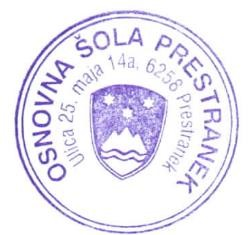 OSNOVNA ŠOLA PRESTRANEK
Ulica 25. maja 14a, 6258 Prestranek